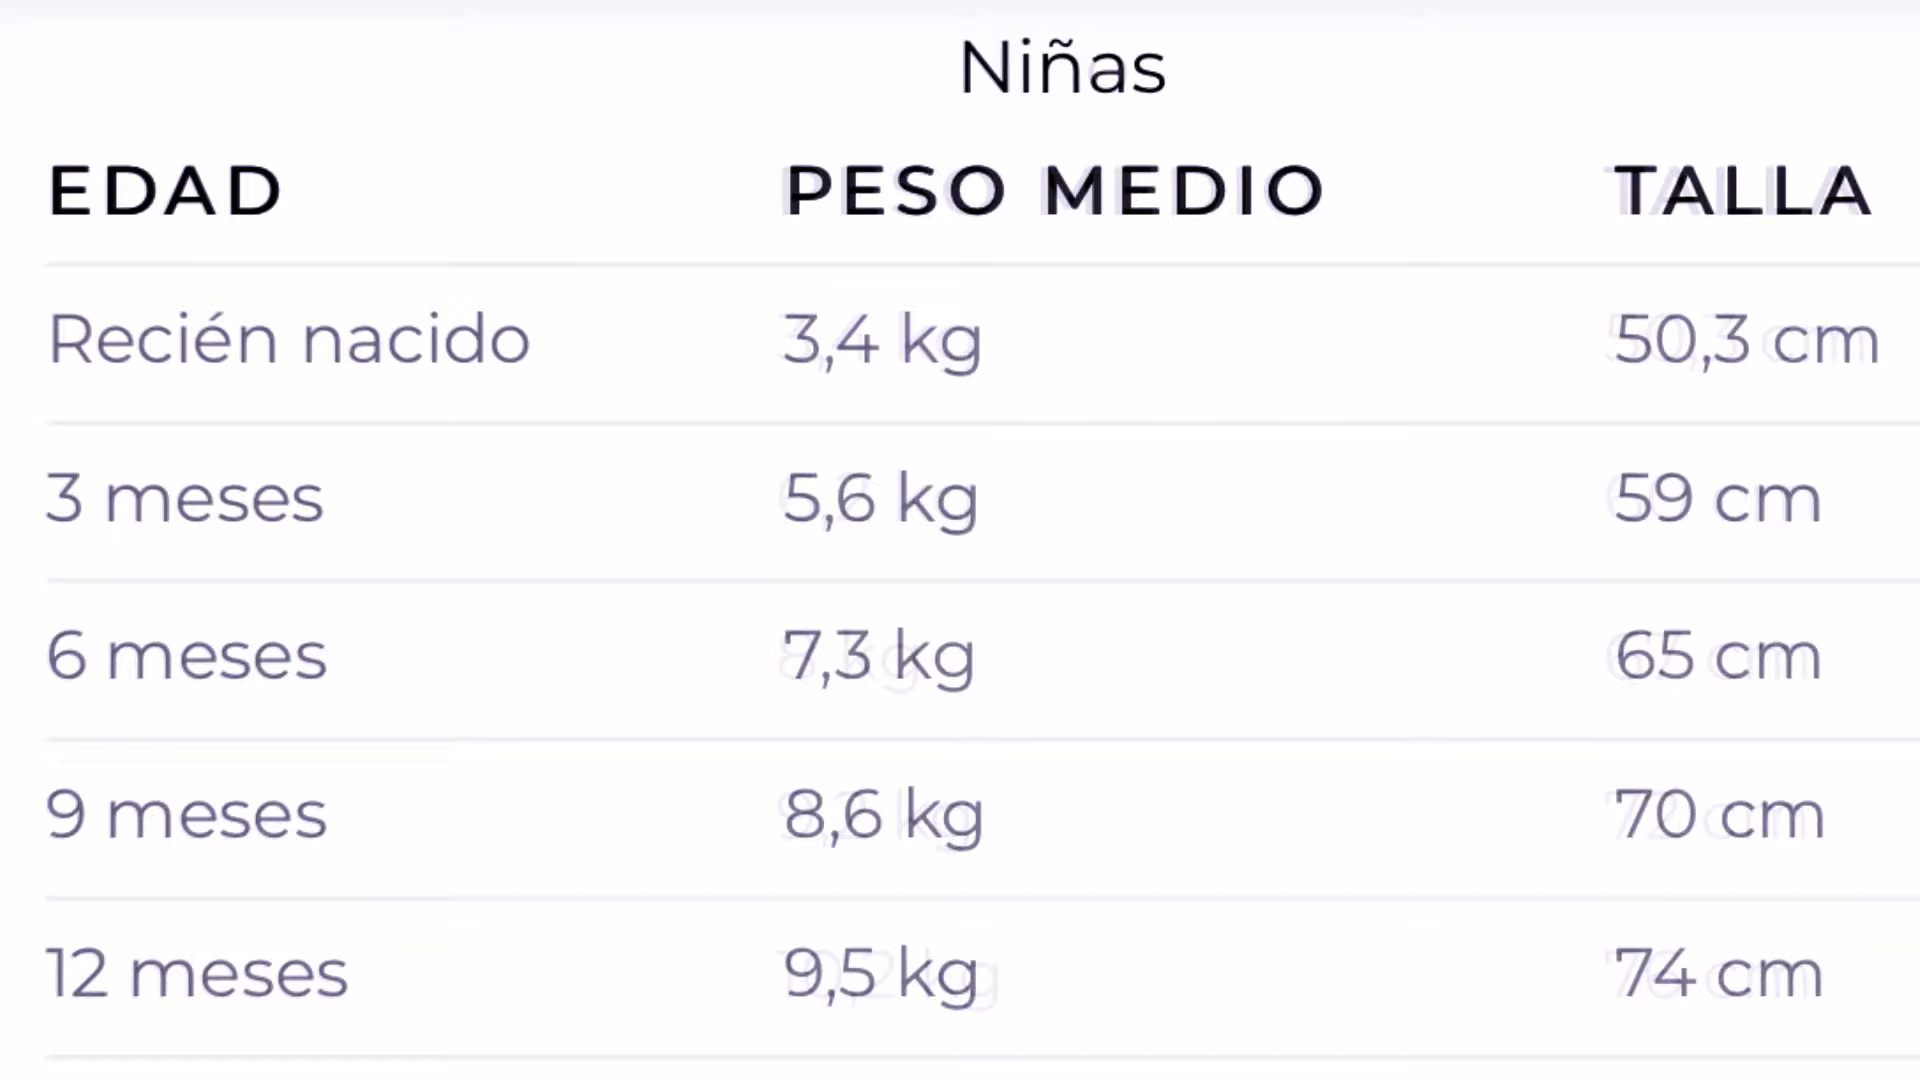 Niñas
EDAD PESO MEDIO TALLA
Recién nacido 3,4 kg 50,3 cm
3 meses 5,6 kg 59 cm
6 meses 7,3 kg 65 cm
9 meses 8,6 kg 70 cm
12 meses 9,5 kg 74 cm